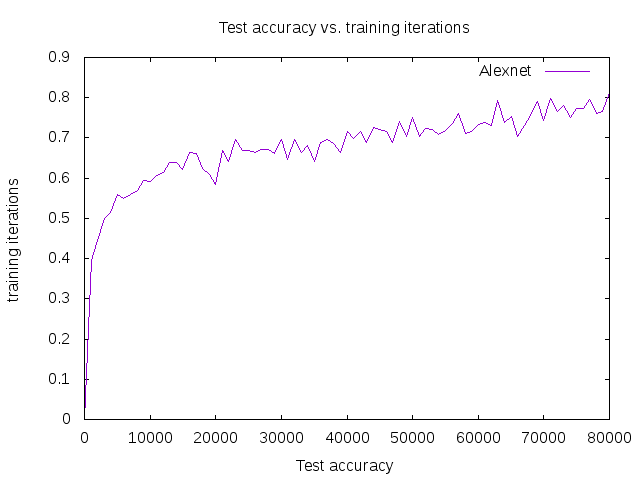 Test accuracy vs. training iterations
Alexnet
training iterations
0.9
0.8
0.7
0.6
0.5
0.4
0.3
0.2
0.1
0
0 10000 20000 30000 40000 50000 60000 70000 80000
Test accuracy